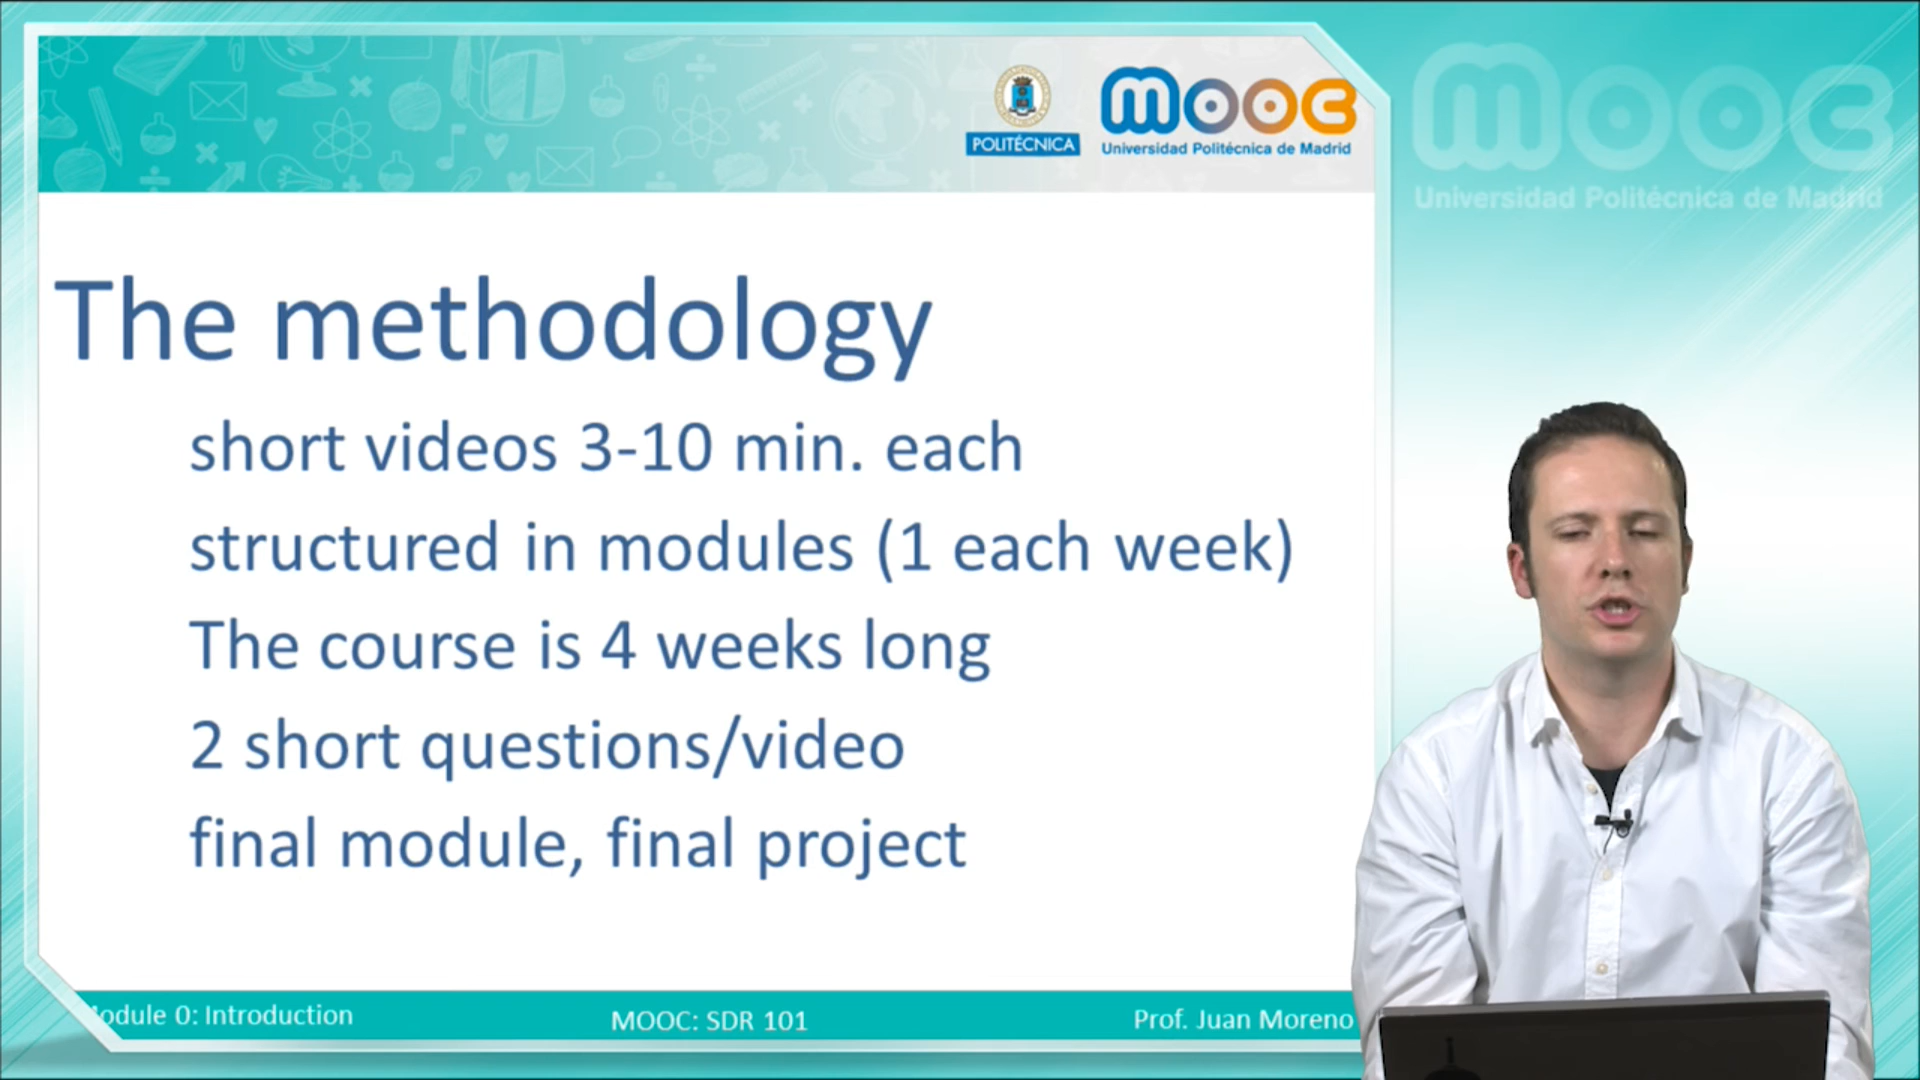 POLITÉCNICA
mooc
Universidad Politécnica de Madrid
mooc
Universidad Politécnica de Madrid
The methodology
short videos 3-10 min. each
structured in modules (1 each week)
The course is 4 weeks long
2 short questions/video
final module, final project
odule 0: Introduction
MOOC: SDR 101
Prof. Juan Moreno